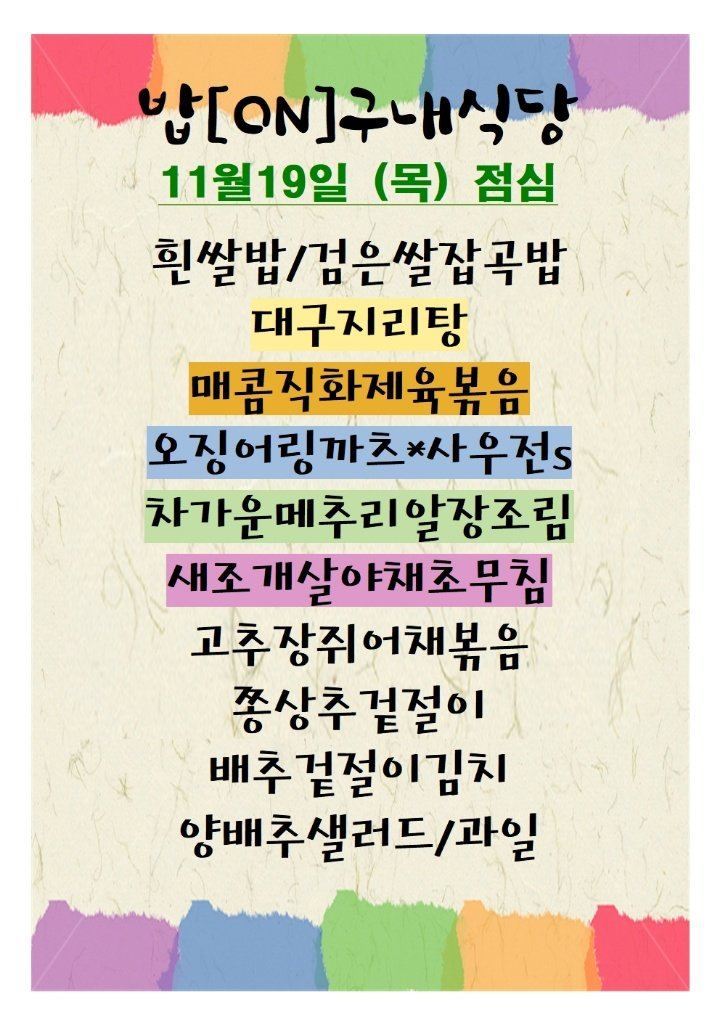 밥[ON]구내식당
11월19일 (목) 점심
흰쌀밥/검은쌀잡곡밥
대구지리탕
매콤직화제육볶음
오징어링까츠*사우전s
차가운메추리알장조림
새조개살야채초무침
고추장쥐어채볶음
쫑상추겉절이
배추겉절이김치
양배추샐러드/과일